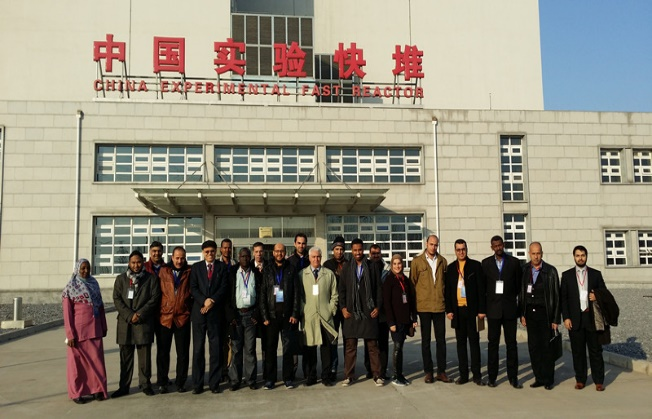 中国实验快堆
CHINA EXPERIMENTAL FAST REACTOR